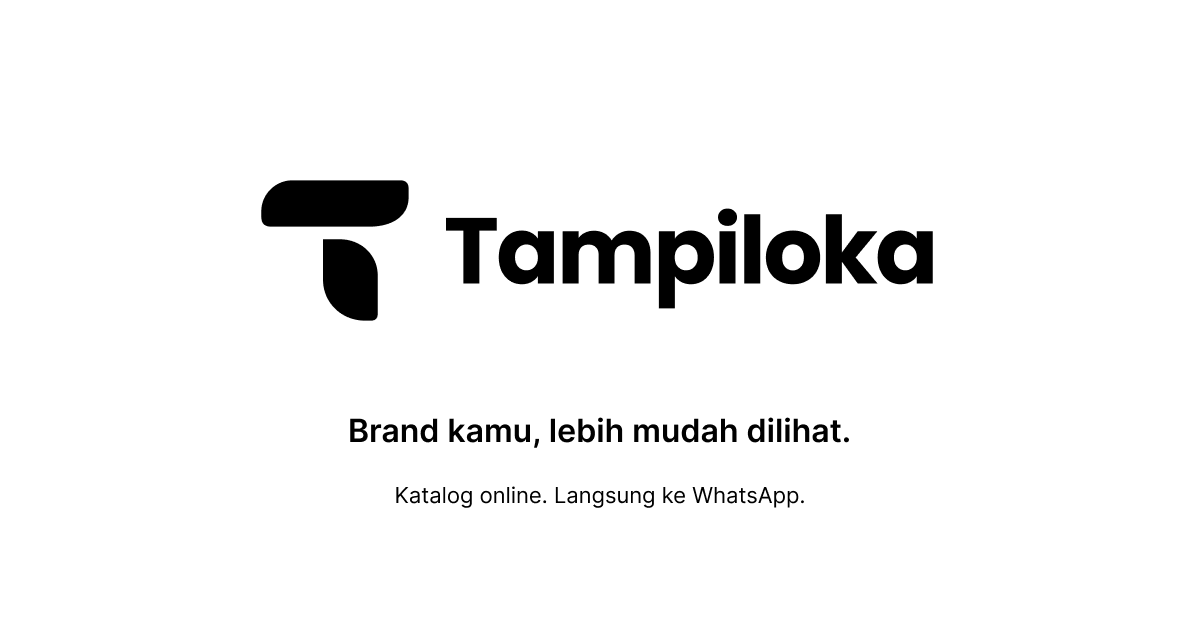 Tampiloka
Brand kamu, lebih mudah dilihat.
Katalog online. Langsung ke WhatsApp.